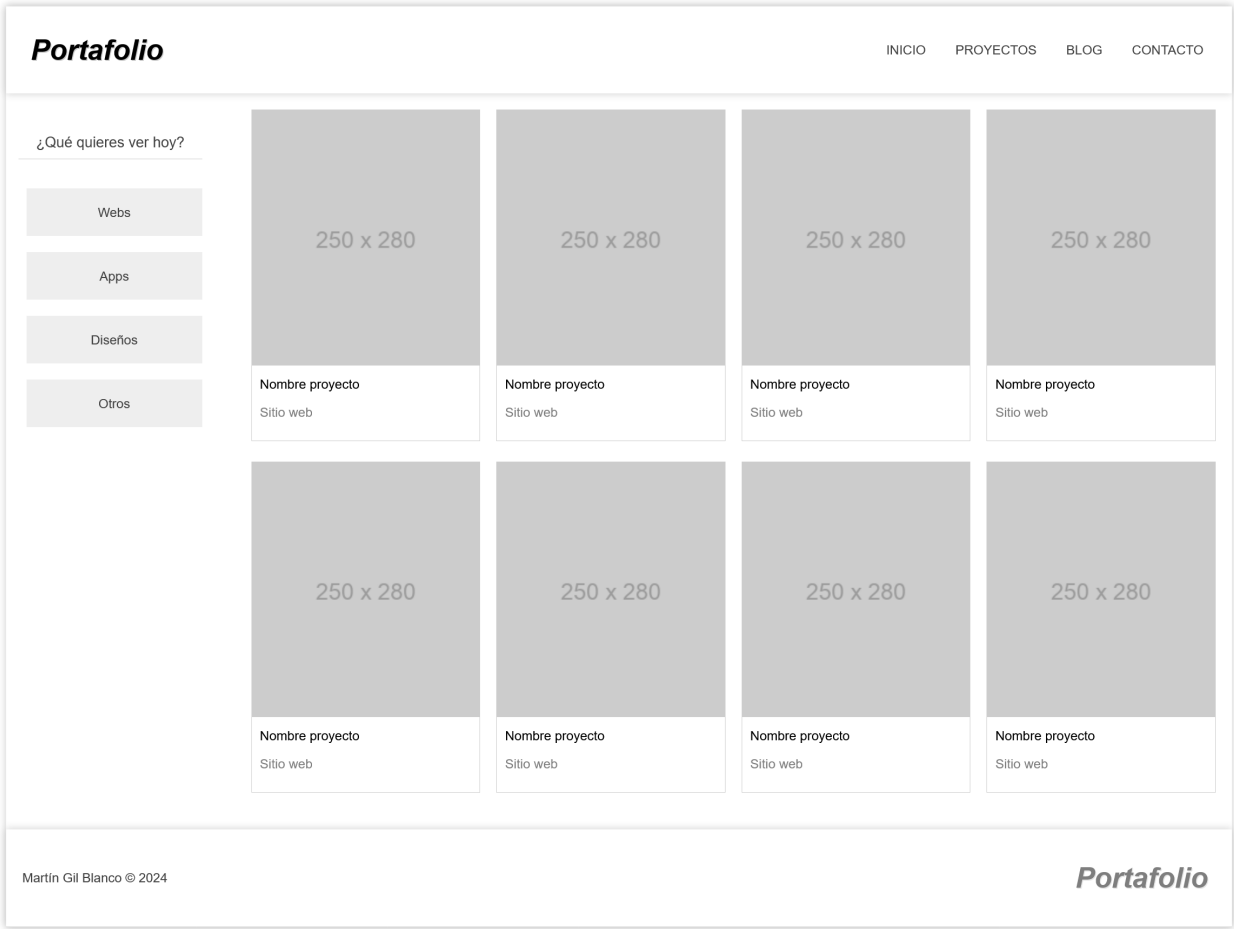 Portafolio
INICIO PROYECTOS BLOG CONTACTO
¿Qué quieres ver hoy?
Webs
Apps
Diseños
Otros
250 x 280 250 x 280 250 x 280 250 x 280
Nombre proyecto Nombre proyecto Nombre proyecto Nombre proyecto
Sitio web Sitio web Sitio web Sitio web
250 x 280 250 x 280 250 x 280 250 x 280
Nombre proyecto Nombre proyecto Nombre proyecto Nombre proyecto
Sitio web Sitio web Sitio web Sitio web
Martín Gil Blanco © 2024
Portafolio